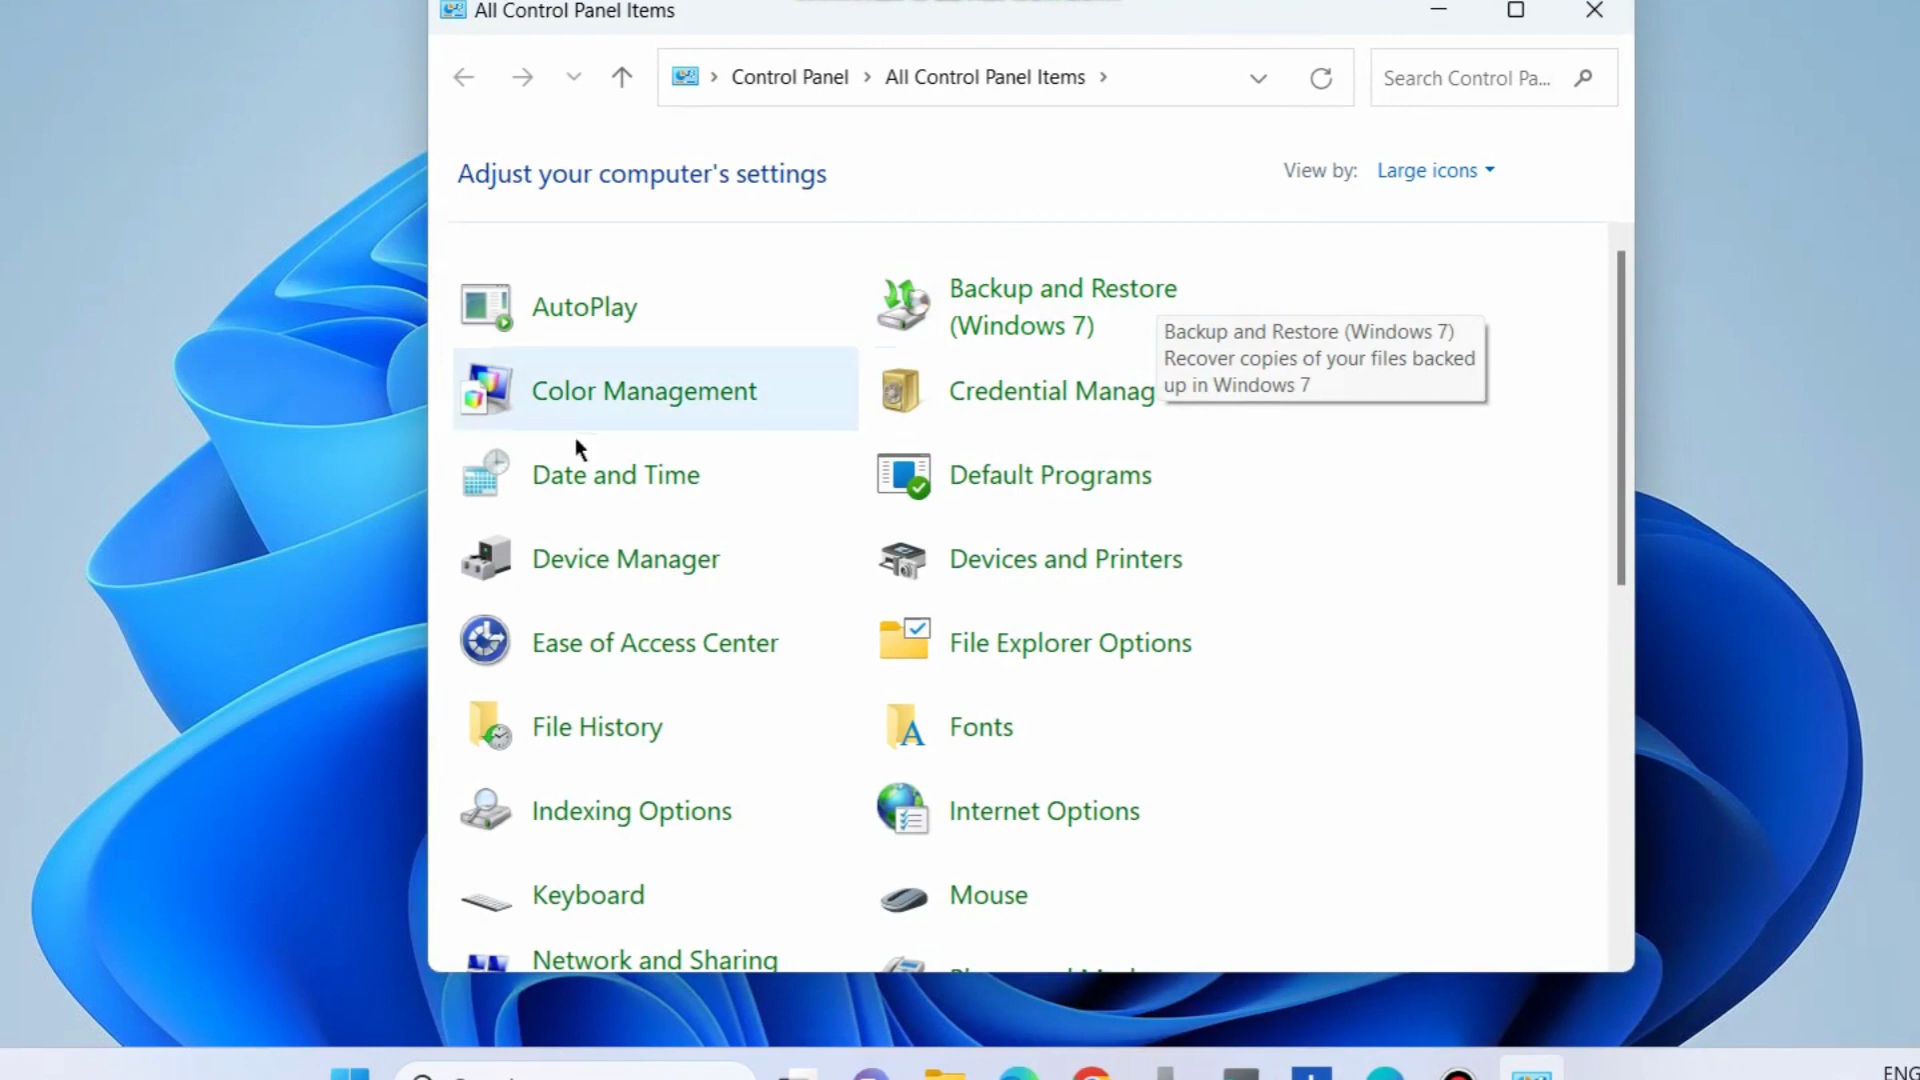 All Control Panel Items
Control Panel
All Control Panel Items
Search Control Pa...
Adjust your computer's settings
View by: Large icons
AutoPlay
Backup and Restore
(Windows 7)
Backup and Restore (Windows 7)
Recover copies of your files backed
up in Windows 7
Color Management
Credential Manag
Date and Time
Default Programs
Device Manager
Devices and Printers
Ease of Access Center
File Explorer Options
File History
Fonts
Indexing Options
Internet Options
Keyboard
Mouse
Network and Sharing
ENG